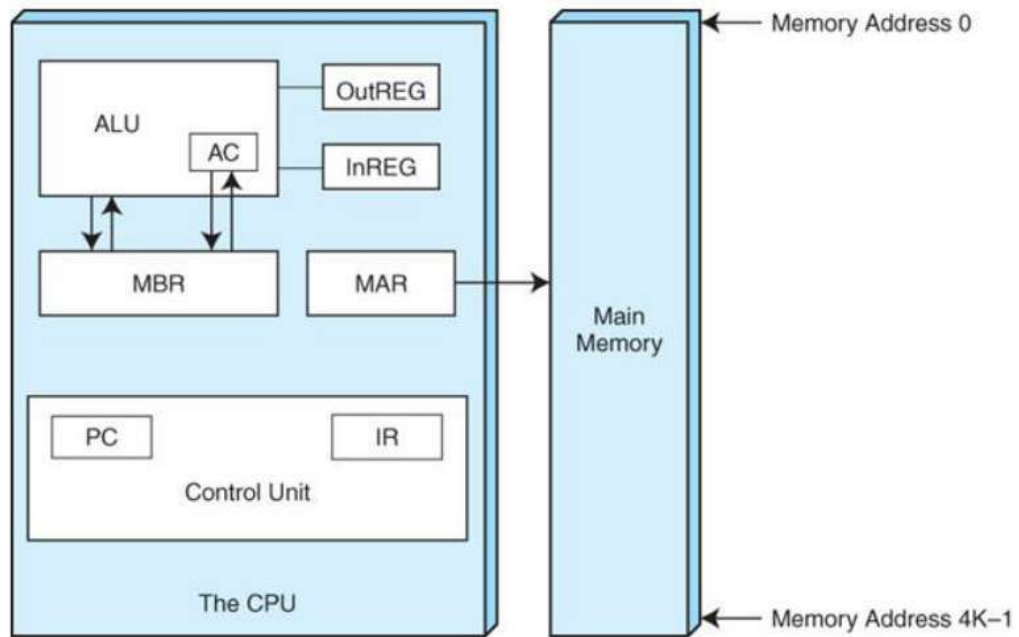 Memory Address 0
OutREG
ALU
AC
InREG
MBR
MAR
Main
Memory
PC
IR
Control Unit
The CPU
Memory Address 4K–1